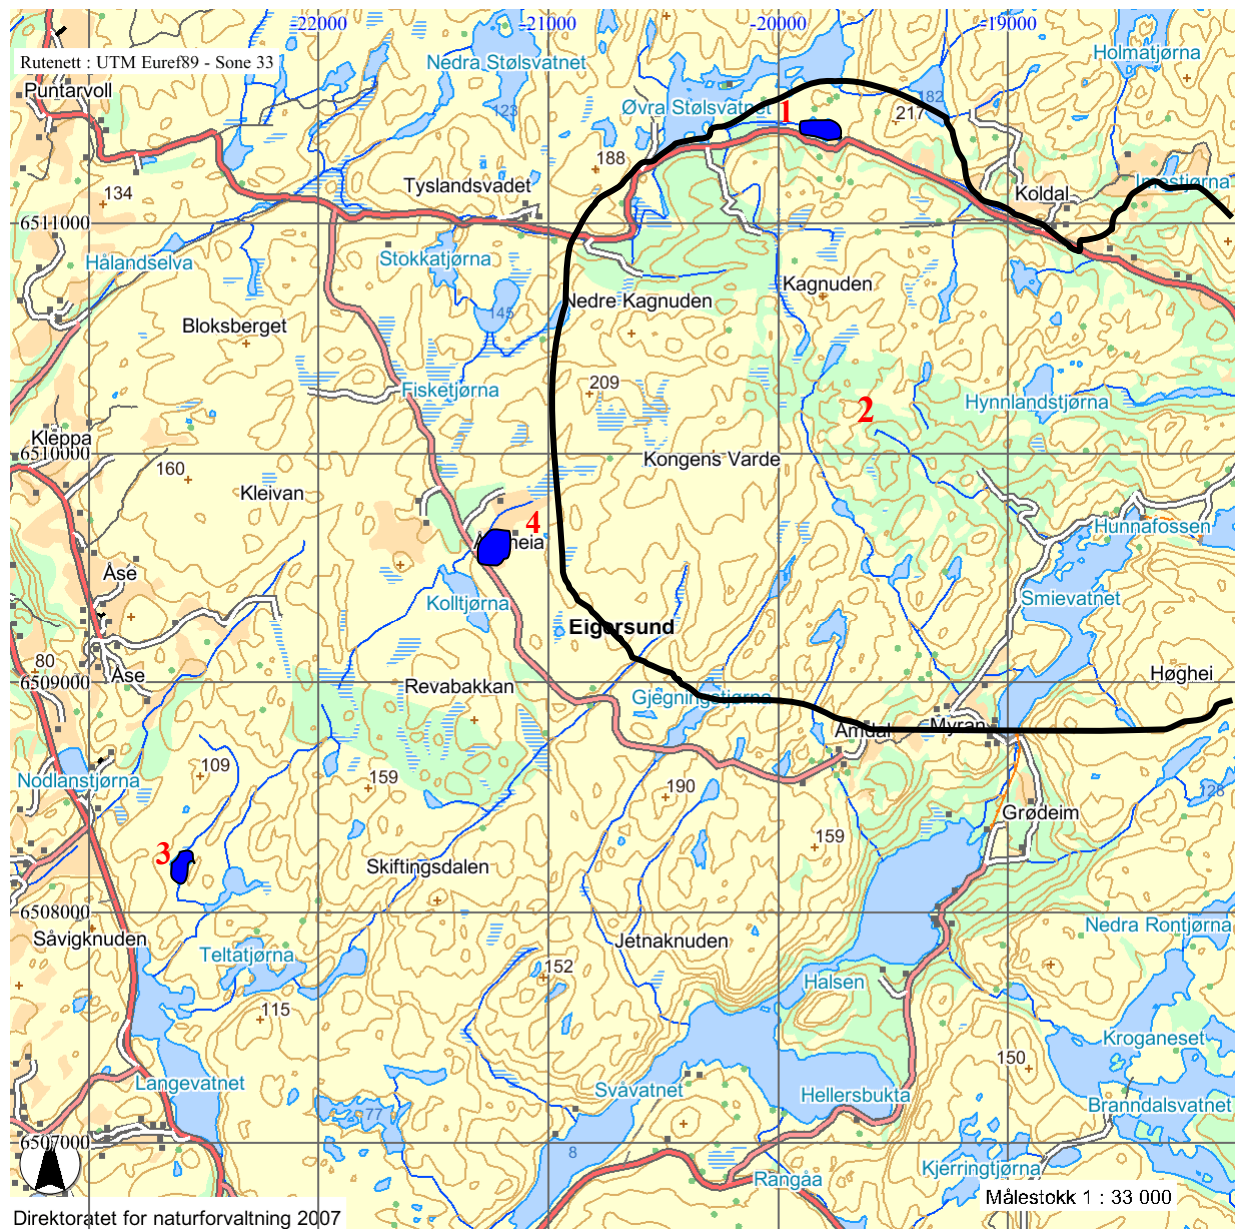 -22000
-21000
-20000
-19000
Rutenett : UTM Euref89 - Sone 33
Nedra Stølsvatnet
Holmatjørna
Puntarvoll
123
Øvra Stølsvatnet
1
182
217
188
134
Tyslandsvadet
Koldal
6511000
Hålandselva
Stokkatjørna
Kagnuden
Nedre Kagnuden
145
Bloksberget
209
Fisketjørna
2
Hynnlandstjørna
Kleppa
6510000
160
Kongens Varde
Kleivan
4
Hunnafossen
Åse
Kolltjørna
Smievatnet
Eigersund
80
Åse
Høghei
6509000
Revabakkan
Gjegningstjørna
Myran
Åmdal
109
Nodlanstjørna
159
190
128
Grødeim
159
3
Skiftingsdalen
6508000
Såvigknuden
Jetnaknuden
Nedra Rontjørna
Teltatjørna
152
Halsen
115
Kroganeset
150
Langevatnet
Svåvatnet
Hellersbukta
Branndalsvatnet
77
6507000
8
Kjerringtjørna
Rangåa
Målestokk 1 : 33 000
Direktoratet for naturforvaltning 2007